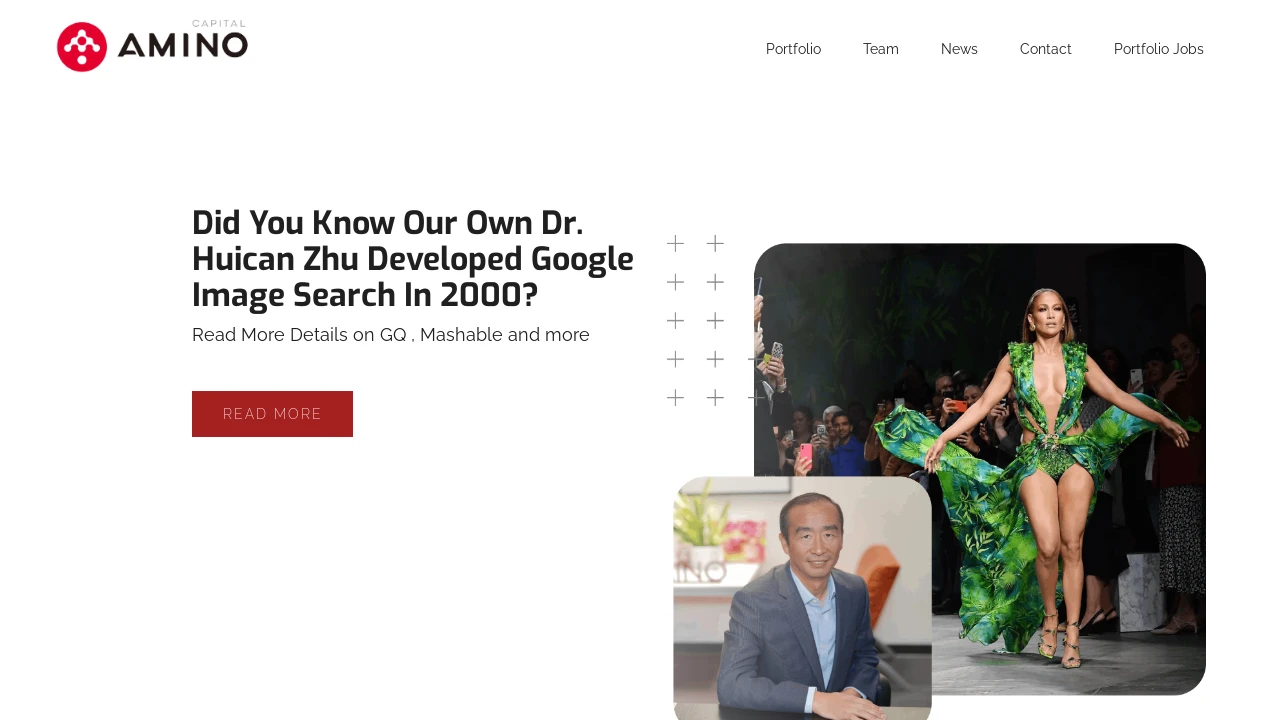 CAPITAL
AMINO
Portfolio Team News Contact Portfolio Jobs
Did You Know Our Own Dr.
Huican Zhu Developed Google
Image Search In 2000?
Read More Details on GQ , Mashable and more
READ MORE
INO